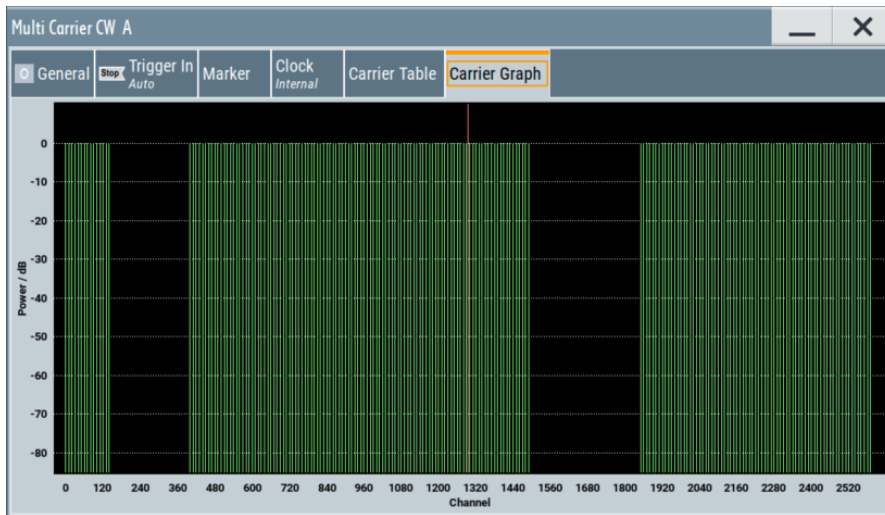 Multi Carrier CW A
General
Stop
Trigger In
Auto
Marker
Clock
Internal
Carrier Table
Carrier Graph
0
-10
-20
-30
-40
-50
-60
-70
-80
Power / dB
0 120 240 360 480 600 720 840 960 1080 1200 1320 1440 1560 1680 1800 1920 2040 2160 2280 2400 2520
Channel